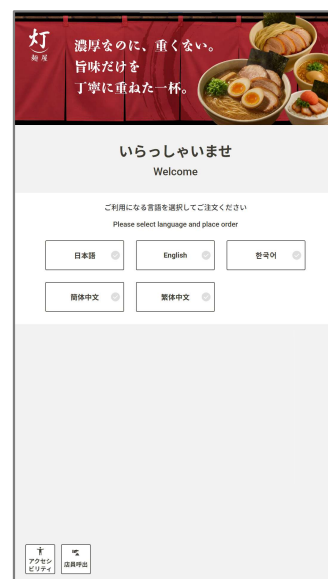 灯
麺屋
濃厚なのに、重くない。
旨味だけを
丁寧に重ねた一杯。
いらっしゃいませ
Welcome
ご利用になる言語を選択してご注文ください
Please select language and place order
日本語
English
한국어
簡体中文
繁体中文
アクセシ
ビリティ
店員呼出